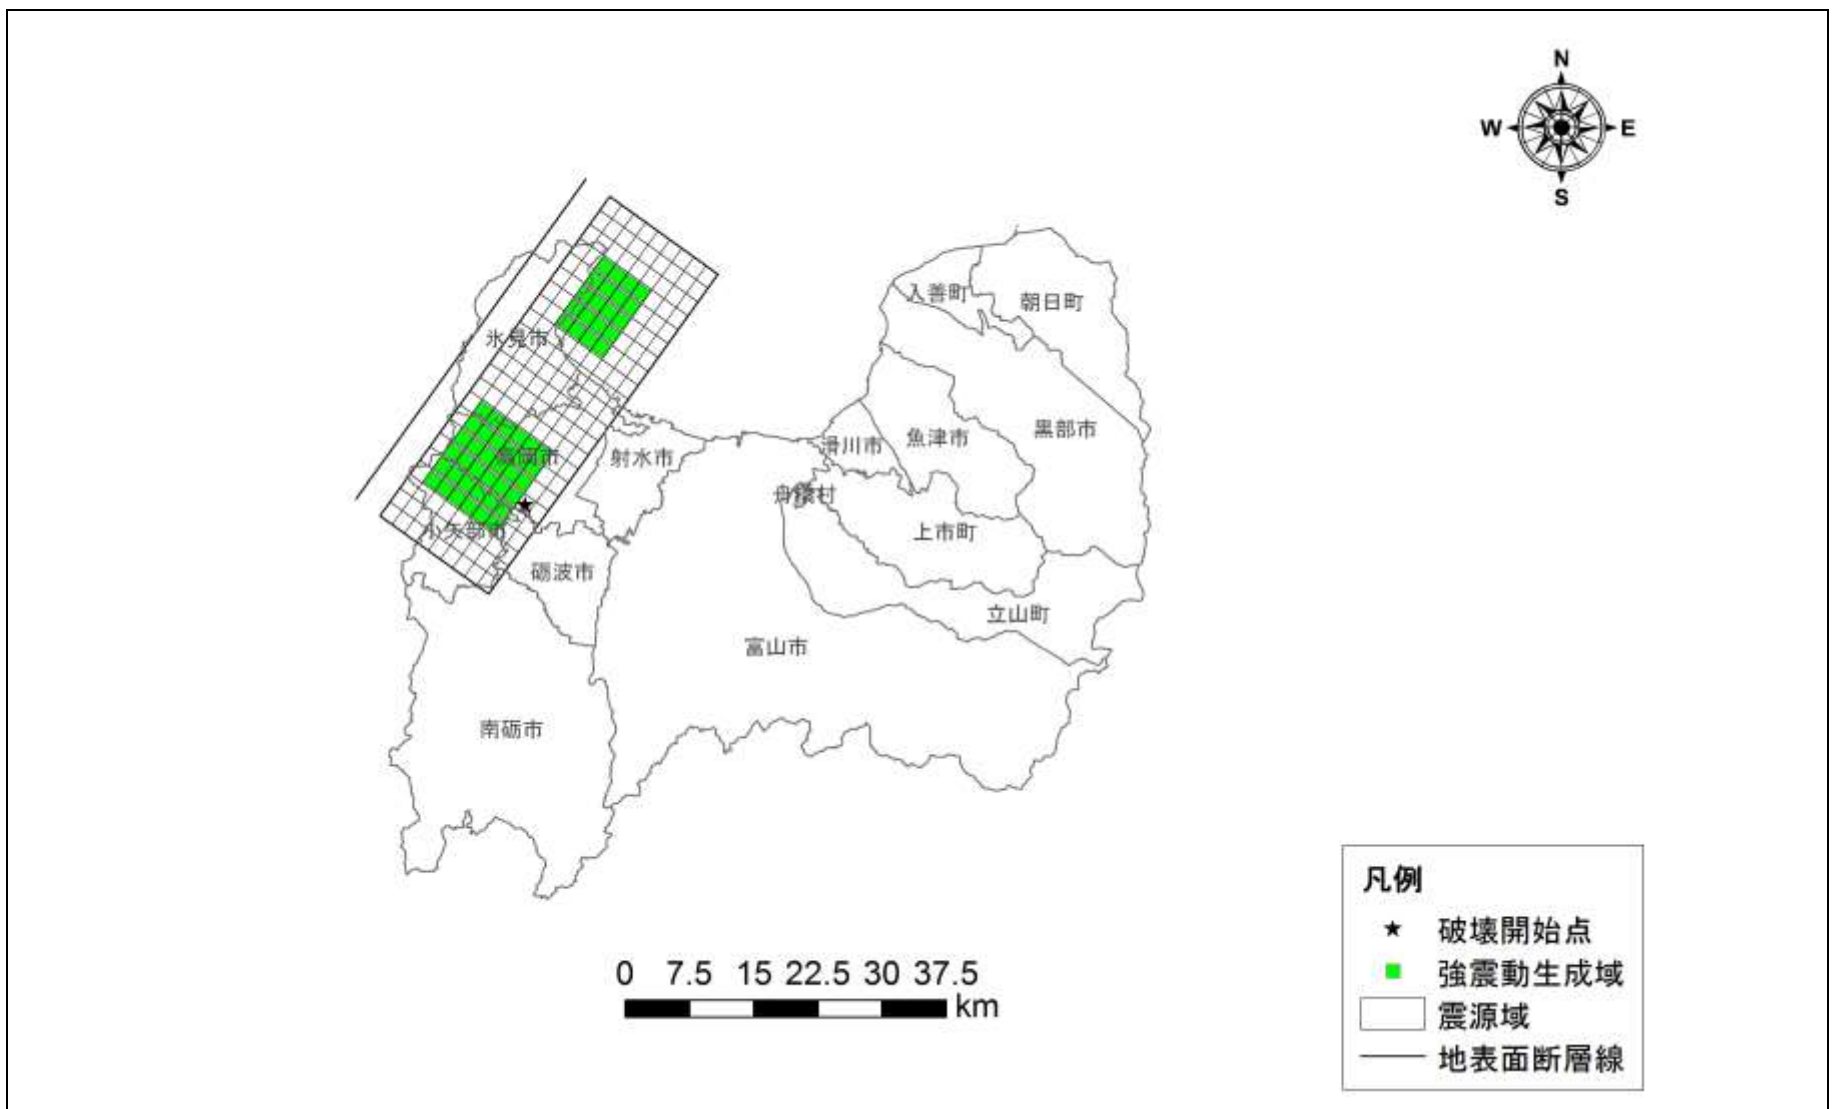 N
W E
S
入善町
朝日町
氷見市
黒部市
魚津市
滑川市
高岡市
射水市
舟橋村
上市町
小矢部市
砺波市
立山町
富山市
南砺市
凡例
破壊開始点
強震動生成域
震源域
地表面断層線
0 7.5 15 22.5 30 37.5
km